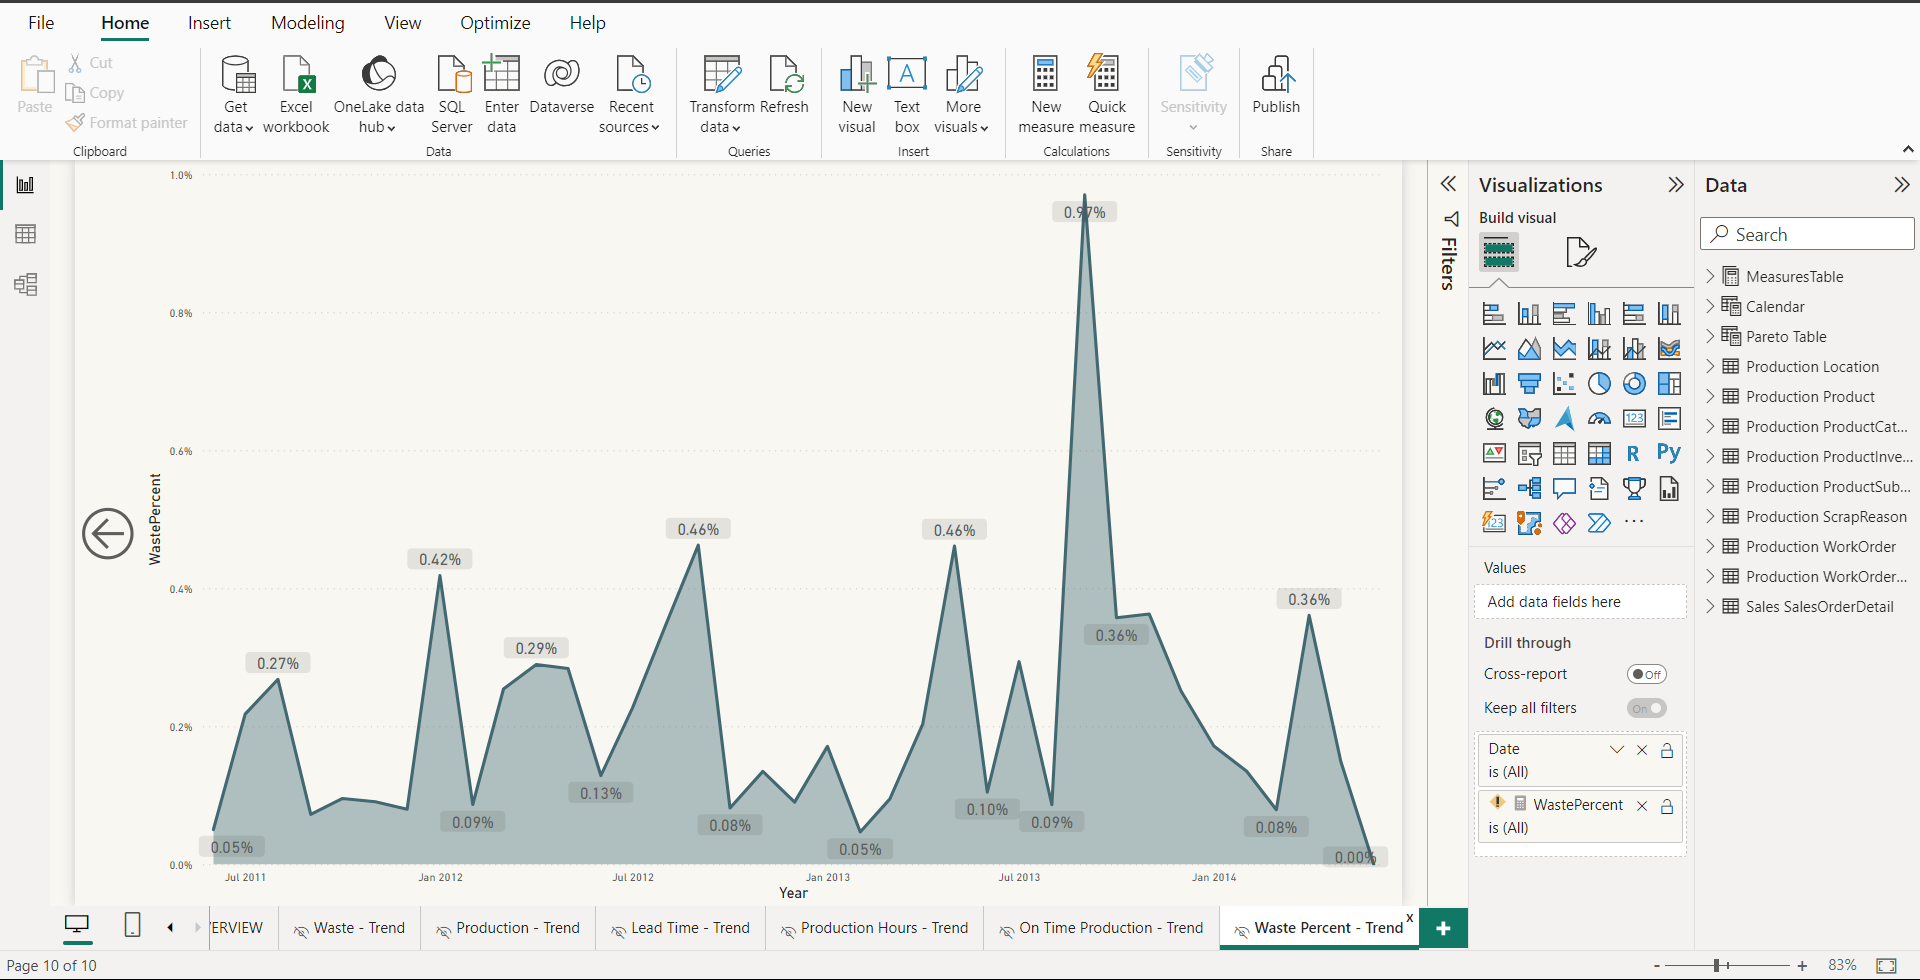 File Home Insert Modeling View Optimize Help
Paste
Cut
Copy
Format painter
Clipboard
Get data
Excel workbook
OneLake data hub
SQL Server
Enter data
Dataverse
Recent sources
Data
Transform data
Refresh
Queries
New visual
A
Text box
More visuals
Insert
New measure
Quick measure
Calculations
Sensitivity
Sensitivity
Publish
Share
1.0%
0.8%
0.6%
0.4%
0.2%
0.0%
WastePercent
0.05%
0.27%
0.42%
0.09%
0.29%
0.13%
0.46%
0.08%
0.05%
0.46%
0.10%
0.09%
0.97%
0.36%
0.08%
0.36%
0.00%
Jul 2011 Jan 2012 Jul 2012 Jan 2013 Jul 2013 Jan 2014
Year
Filters
Visualizations
Build visual
123
R
Py
123
Values
Add data fields here
Drill through
Cross-report Off
Keep all filters On
Date
is (All)
WastePercent
is (All)
Data
Search
MeasuresTable
Calendar
Pareto Table
Production Location
Production Product
Production ProductCat...
Production ProductInve...
Production ProductSub...
Production ScrapReason
Production WorkOrder
Production WorkOrder...
Sales SalesOrderDetail
ERVIEW Waste - Trend Production - Trend Lead Time - Trend Production Hours - Trend On Time Production - Trend Waste Percent - Trend x +
Page 10 of 10
- + 83%